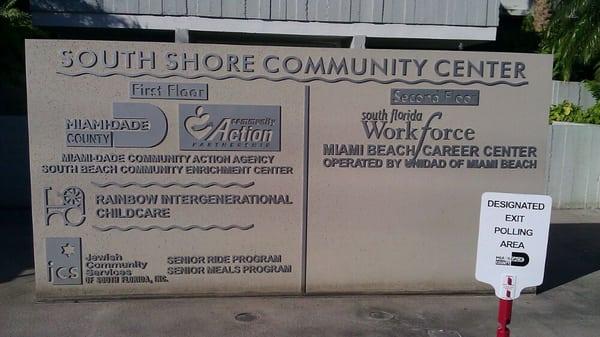 SOUTH SHORE COMMUNITY CENTER
First Floor
MIAMI-DADE
COUNTY
community
Action
PARTNERSHIP
MIAMI-DADE COMMUNITY ACTION AGENCY
SOUTH BEACH COMMUNITY ENRICHMENT CENTER
RAINBOW INTERGENERATIONAL
CHILDCARE
jcs
Jewish
Community
Services
OF SOUTH FLORIDA, INC.
SENIOR RIDE PROGRAM
SENIOR MEALS PROGRAM
Second Floor
south florida
Workforce
MIAMI BEACH CAREER CENTER
OPERATED BY UNIDAD OF MIAMI BEACH
DESIGNATED
EXIT
POLLING
AREA
MIAMI-DADE
COUNTY